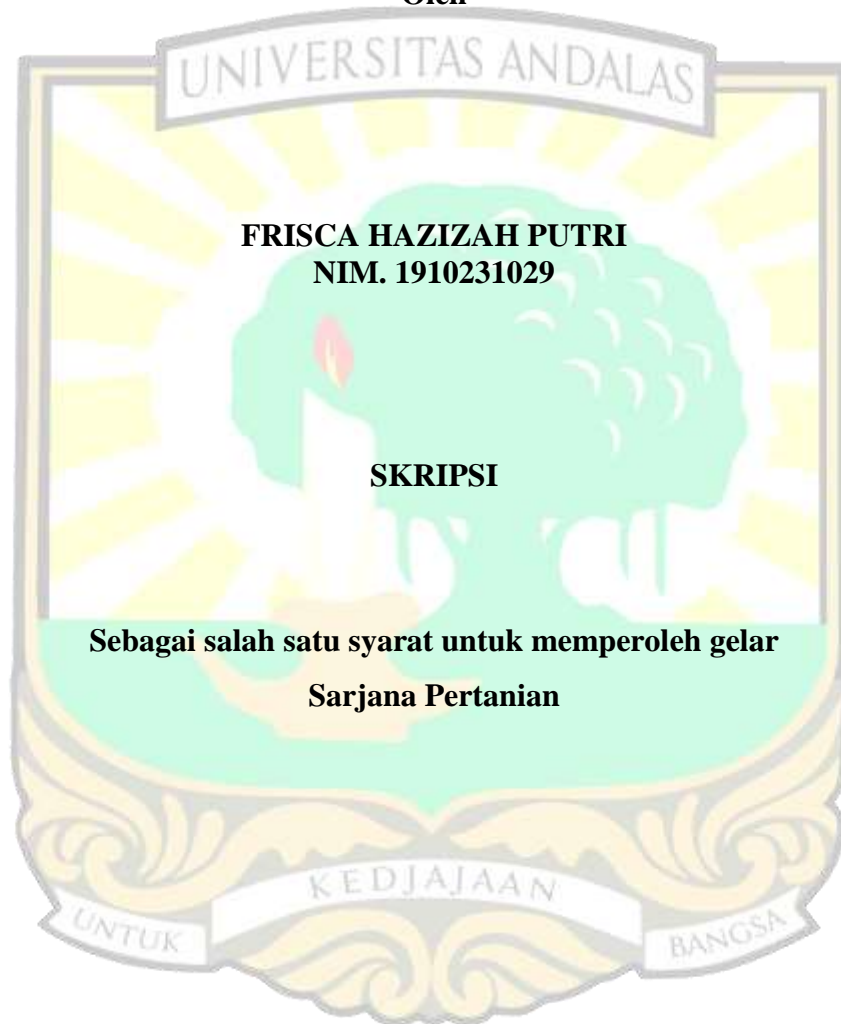 Oleh
UNIVERSITAS ANDALAS
FRISCA HAZIZAH PUTRI
NIM. 1910231029
SKRIPSI
Sebagai salah satu syarat untuk memperoleh gelar
Sarjana Pertanian
UNTUK KEDJAJAAN BANGSA